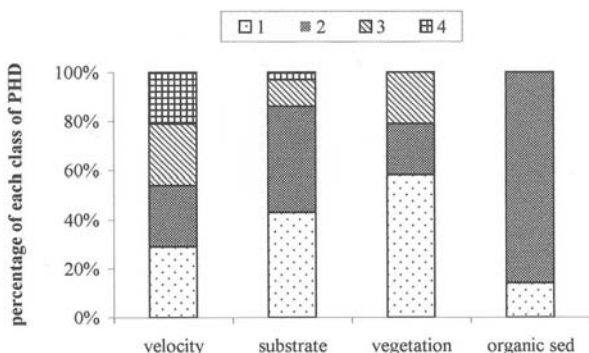 1 2 3 4
percentage of each class of PHD
100%
80%
60%
40%
20%
0%
velocity substrate vegetation organic sed